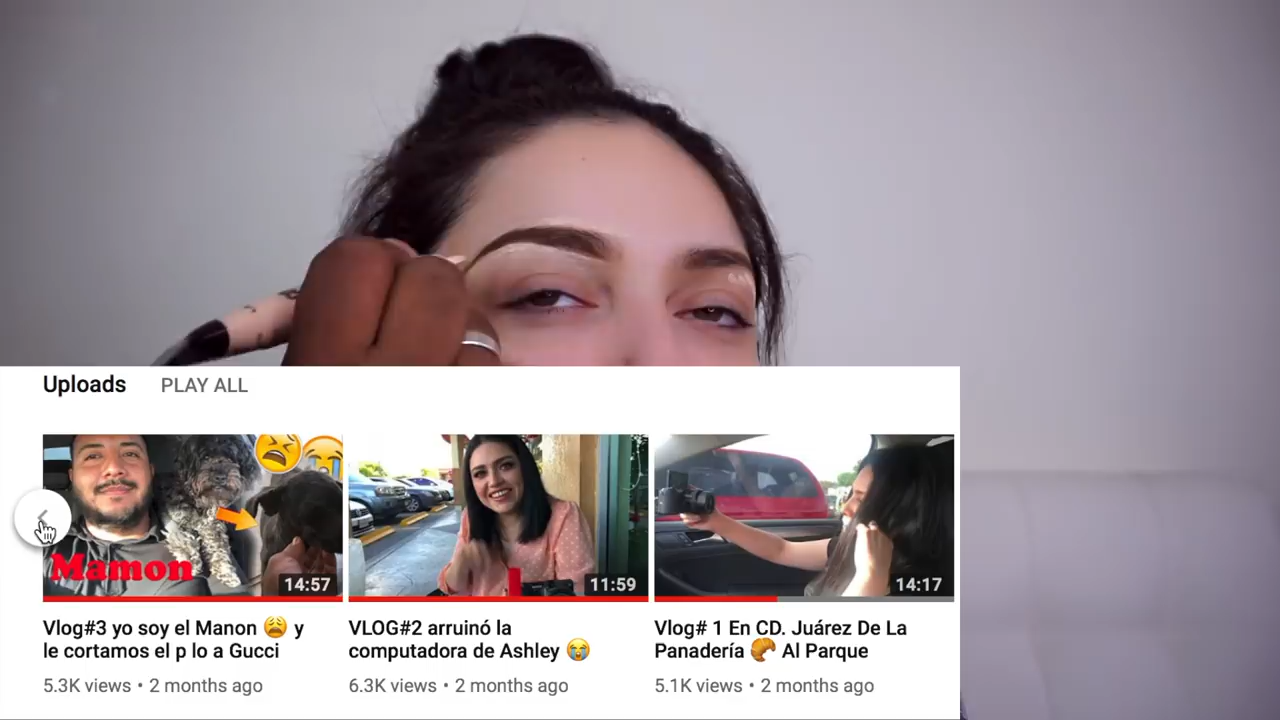 Uploads PLAY ALL
Mamon
14:57
11:59
14:17
Vlog#3 yo soy el Manon 😩 y
le cortamos el p lo a Gucci
5.3K views • 2 months ago
VLOG#2 arruinó la
computadora de Ashley 😭
6.3K views • 2 months ago
Vlog# 1 En CD. Juárez De La
Panadería 🥐 Al Parque
5.1K views • 2 months ago